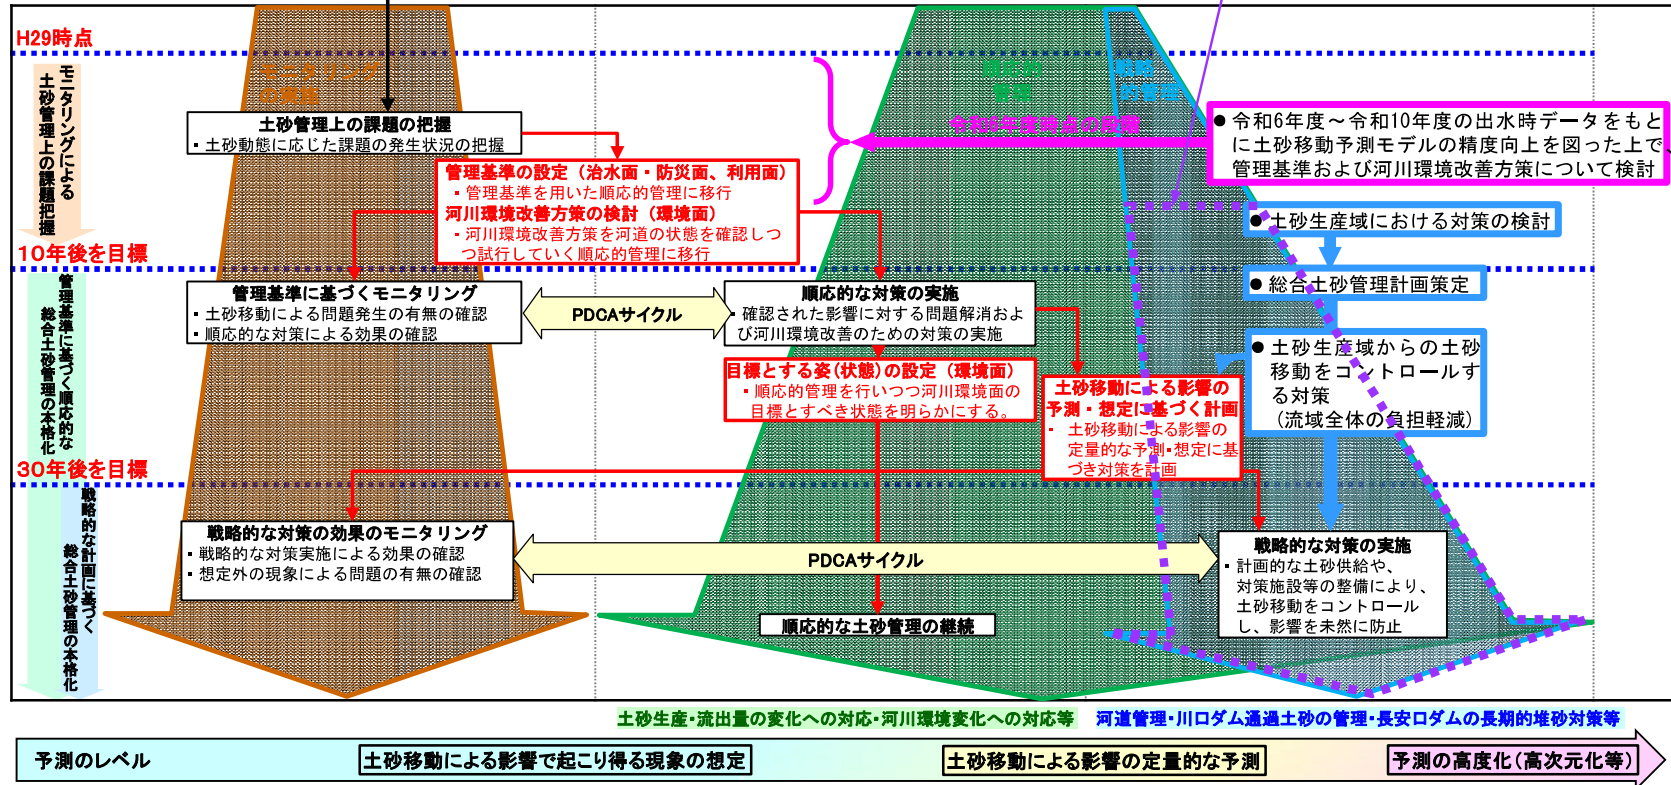 H29時点
モニタリングによる
土砂管理上の課題把握
モニタリング
の実施
順応的
管理
戦略
的管理
土砂管理上の課題の把握
・土砂動態に応じた課題の発生状況の把握
令和6年度時点の段階
● 令和6年度～令和10年度の出水時データをもと
に土砂移動予測モデルの精度向上を図った上で、
管理基準および河川環境改善方策について検討
管理基準の設定（治水面・防災面、利用面）
・管理基準を用いた順応的管理に移行
河川環境改善方策の検討（環境面）
・河川環境改善方策を河道の状態を確認しつ
つ試行していく順応的管理に移行
● 土砂生産域における対策の検討
10年後を目標
管理基準に基づく順応的な
総合土砂管理の本格化
管理基準に基づくモニタリング
・土砂移動による問題発生の有無の確認
・順応的な対策による効果の確認
PDCAサイクル
順応的な対策の実施
・確認された影響に対する問題解消およ
び河川環境改善のための対策の実施
● 総合土砂管理計画策定
● 土砂生産域からの土砂
移動をコントロールす
る対策
（流域全体の負担軽減）
目標とする姿(状態)の設定（環境面）
・順応的管理を行いつつ河川環境面の
目標とすべき状態を明らかにする。
土砂移動による影響の
予測・想定に基づく計画
・ 土砂移動による影響の
定量的な予測・想定に基
づき対策を計画
30年後を目標
戦略的な計画に基づく
総合土砂管理の本格化
戦略的な対策の効果のモニタリング
・戦略的な対策実施による効果の確認
・想定外の現象による問題の有無の確認
PDCAサイクル
戦略的な対策の実施
・計画的な土砂供給や、
対策施設等の整備により、
土砂移動をコントロール
し、影響を未然に防止
順応的な土砂管理の継続
土砂生産・流出量の変化への対応・河川環境変化への対応等
河道管理・川口ダム通過土砂の管理・長安口ダムの長期的堆砂対策等
予測のレベル
土砂移動による影響で起こり得る現象の想定
土砂移動による影響の定量的な予測
予測の高度化（高次元化等）